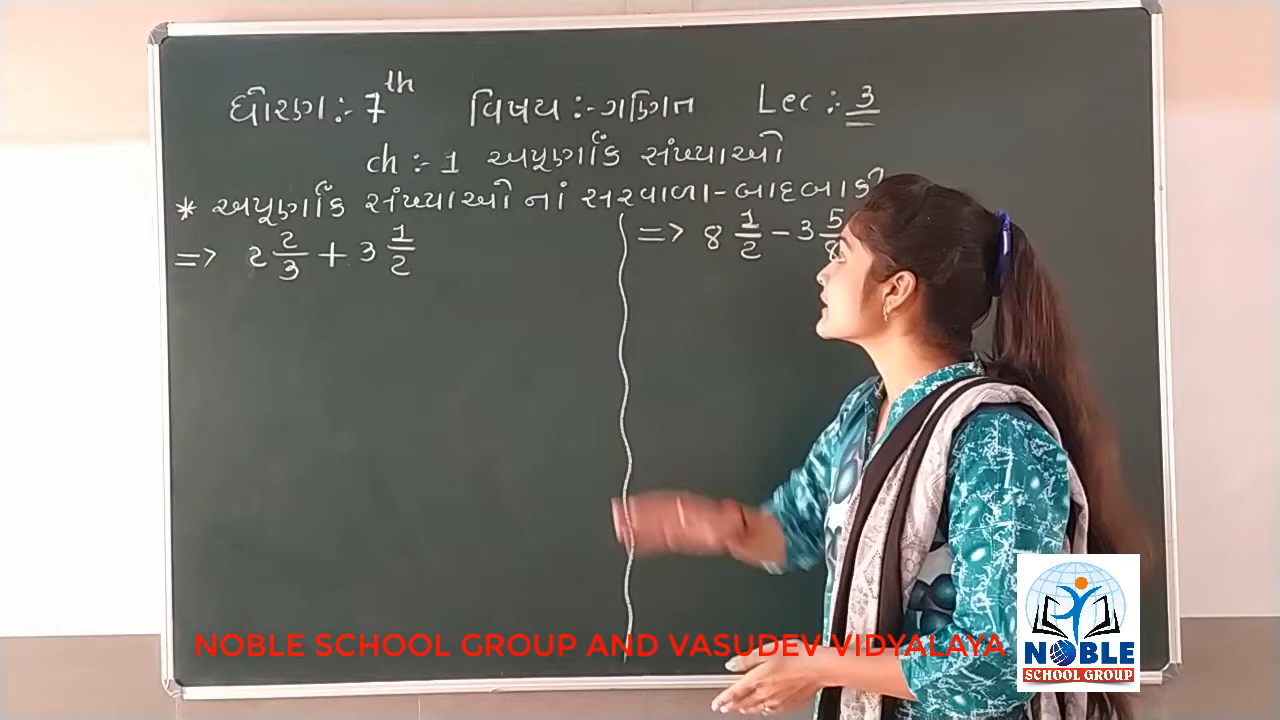 ધોરણ :- 7th વિષય :- ગણિત Lec :- 3
ch :- 1 અપૂર્ણાંક સંખ્યાઓ
* અપૂર્ણાંક સંખ્યાઓ નાં સરવાળા-બાદબાકી
=> 2 2/3 + 3 1/2
=> 8 1/2 - 3 5/8
NOBLE SCHOOL GROUP AND VASUDEV VIDYALAYA
NOBLE
SCHOOL GROUP